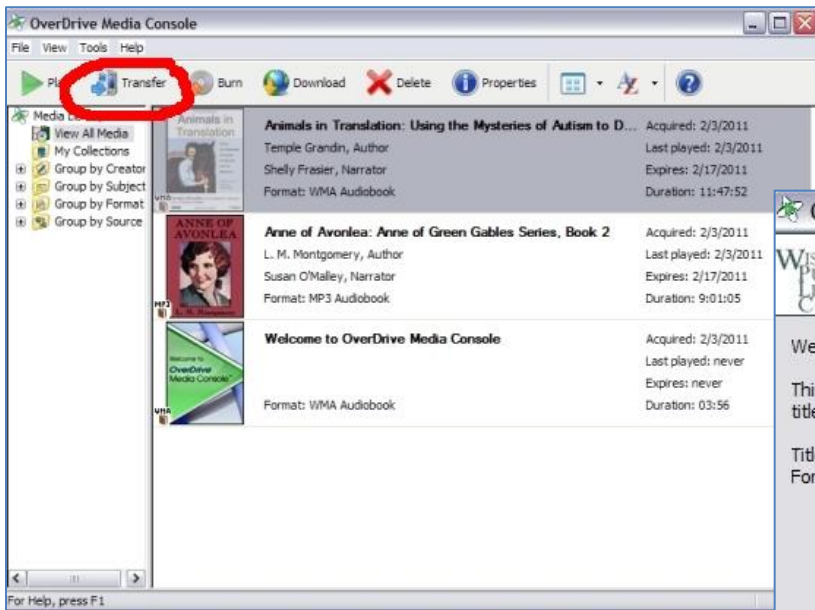 OverDrive Media Console
File View Tools Help
Transfer Burn Download Delete Properties
View All Media
My Collections
Group by Creator
Group by Subject
Group by Format
Group by Source
Animals in
Translation
WMA
Animals in Translation: Using the Mysteries of Autism to D... Acquired: 2/3/2011
Temple Grandin, Author Last played: 2/3/2011
Shelly Frasier, Narrator Expires: 2/17/2011
Format: WMA Audiobook Duration: 11:47:52
ANNE OF
AVONLEA
L. M. Montgomery
MP3
Anne of Avonlea: Anne of Green Gables Series, Book 2 Acquired: 2/3/2011
L. M. Montgomery, Author Last played: 2/3/2011
Susan O'Malley, Narrator Expires: 2/17/2011
Format: MP3 Audiobook Duration: 9:01:05
Welcome to
OverDrive
Media Console
WMA
Welcome to OverDrive Media Console Acquired: 2/3/2011
Last played: never
Expires: never
Format: WMA Audiobook Duration: 03:56
For Help, press F1